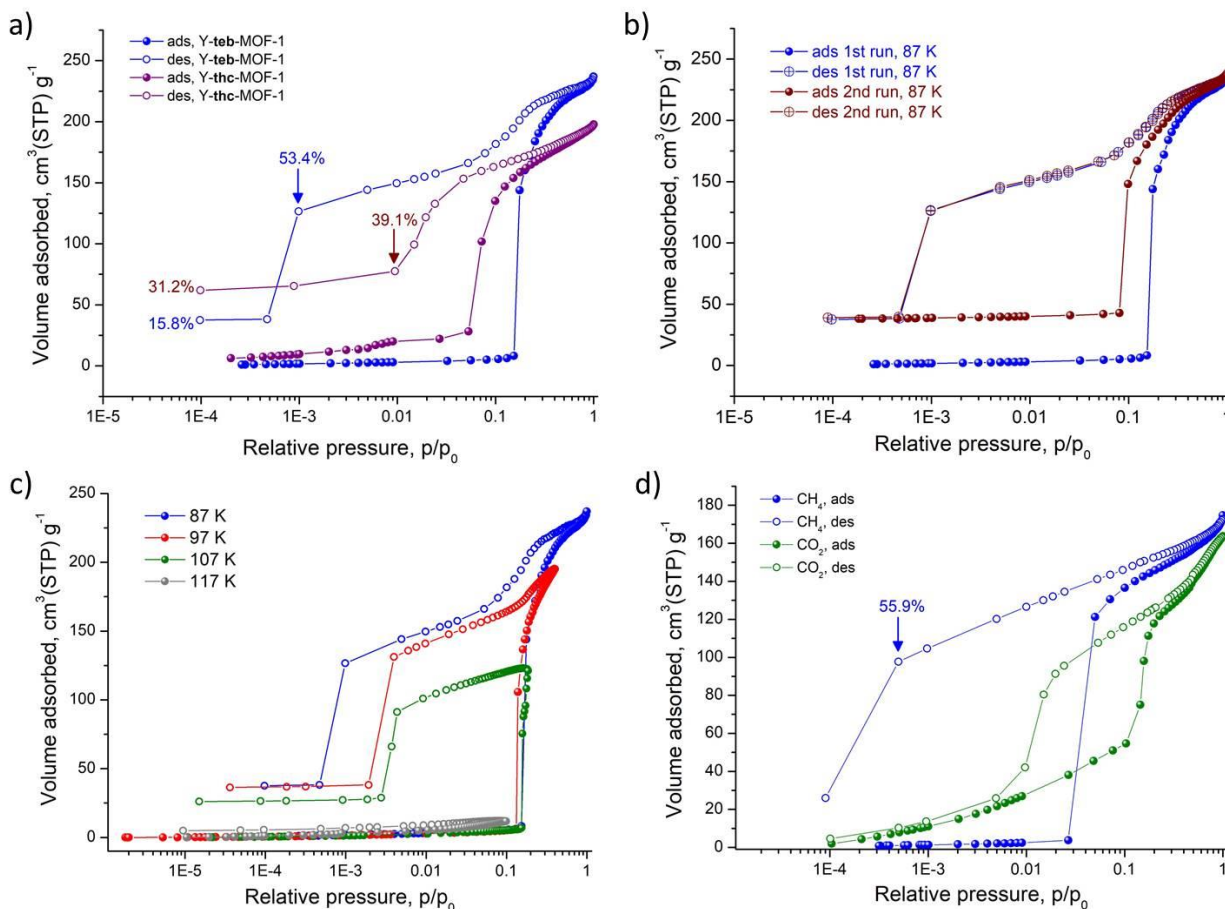 a)
ads, Y-teb-MOF-1
des, Y-teb-MOF-1
ads, Y-thc-MOF-1
des, Y-thc-MOF-1
53.4%
39.1%
31.2%
15.8%
Volume adsorbed, cm³(STP) g⁻¹
250
200
150
100
50
0
1E-5
1E-4
1E-3
0.01
0.1
1
Relative pressure, p/p₀
b)
ads 1st run, 87 K
des 1st run, 87 K
ads 2nd run, 87 K
des 2nd run, 87 K
Volume adsorbed, cm³(STP) g⁻¹
250
200
150
100
50
0
1E-5
1E-4
1E-3
0.01
0.1
1
Relative pressure, p/p₀
c)
87 K
97 K
107 K
117 K
Volume adsorbed, cm³(STP) g⁻¹
250
200
150
100
50
0
1E-5
1E-4
1E-3
0.01
0.1
1
Relative pressure, p/p₀
d)
CH₄, ads
CH₄, des
CO₂, ads
CO₂, des
55.9%
Volume adsorbed, cm³(STP) g⁻¹
180
160
140
120
100
80
60
40
20
0
1E-4
1E-3
0.01
0.1
1
Relative pressure, p/p₀